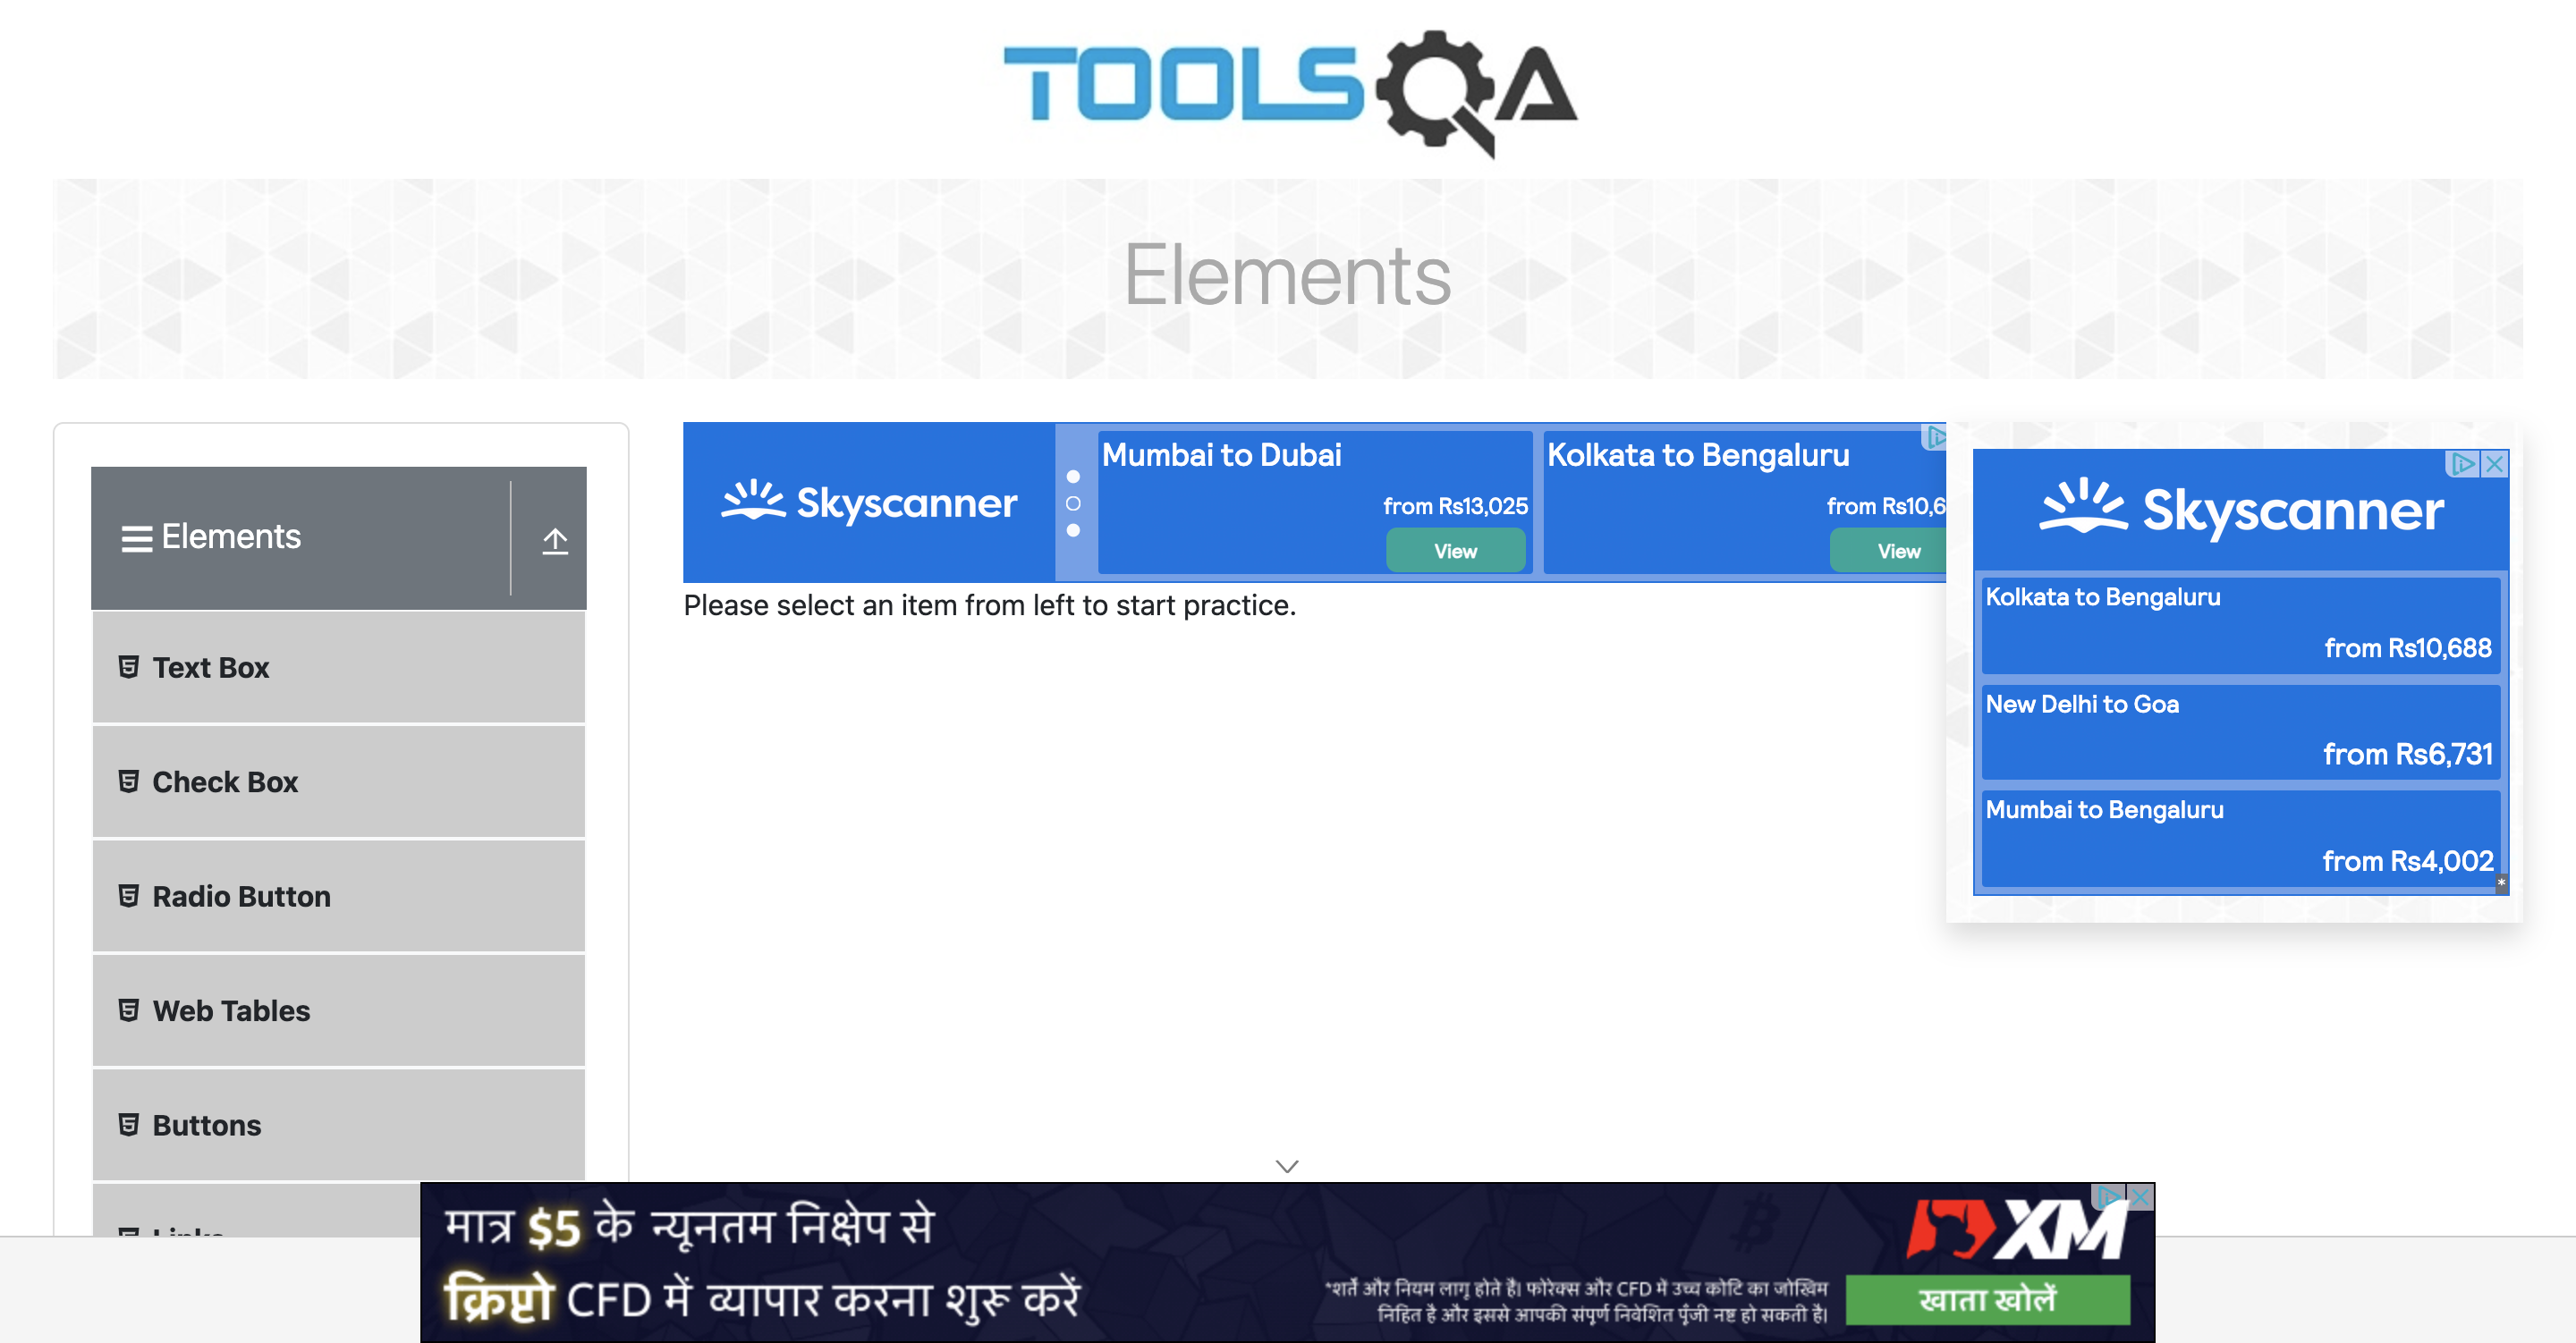 TOOLSQA
Elements
Elements
Text Box
Check Box
Radio Button
Web Tables
Buttons
Links
Skyscanner
Mumbai to Dubai
from Rs13,025
View
Kolkata to Bengaluru
from Rs10,6
View
Please select an item from left to start practice.
Skyscanner
Kolkata to Bengaluru
from Rs10,688
New Delhi to Goa
from Rs6,731
Mumbai to Bengaluru
from Rs4,002
*
मात्र $5 के न्यूनतम निक्षेप से
क्रिप्टो CFD में व्यापार करना शुरू करें
*शर्तें और नियम लागू होते हैं। फोरेक्स और CFD में उच्च कोटि का जोखिम
निहित है और इससे आपकी संपूर्ण निवेशित पूँजी नष्ट हो सकती है।
XM
खाता खोलें